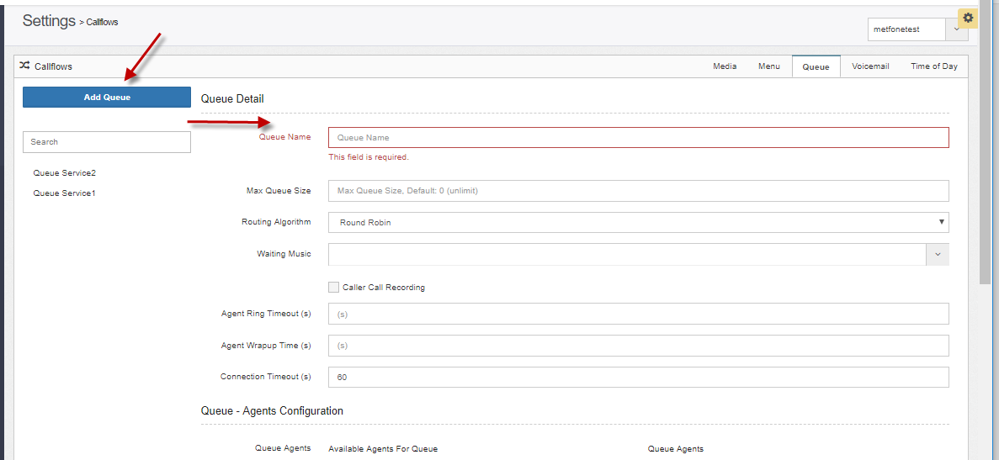 Settings > Callflows
metfonetest
Callflows
Media Menu Queue Voicemail Time of Day
Add Queue
Queue Detail
Search
Queue Service2
Queue Service1
Queue Name Queue Name
This field is required.
Max Queue Size Max Queue Size, Default: 0 (unlimit)
Routing Algorithm Round Robin
Waiting Music
Caller Call Recording
Agent Ring Timeout (s) (s)
Agent Wrapup Time (s) (s)
Connection Timeout (s) 60
Queue - Agents Configuration
Queue Agents Available Agents For Queue Queue Agents